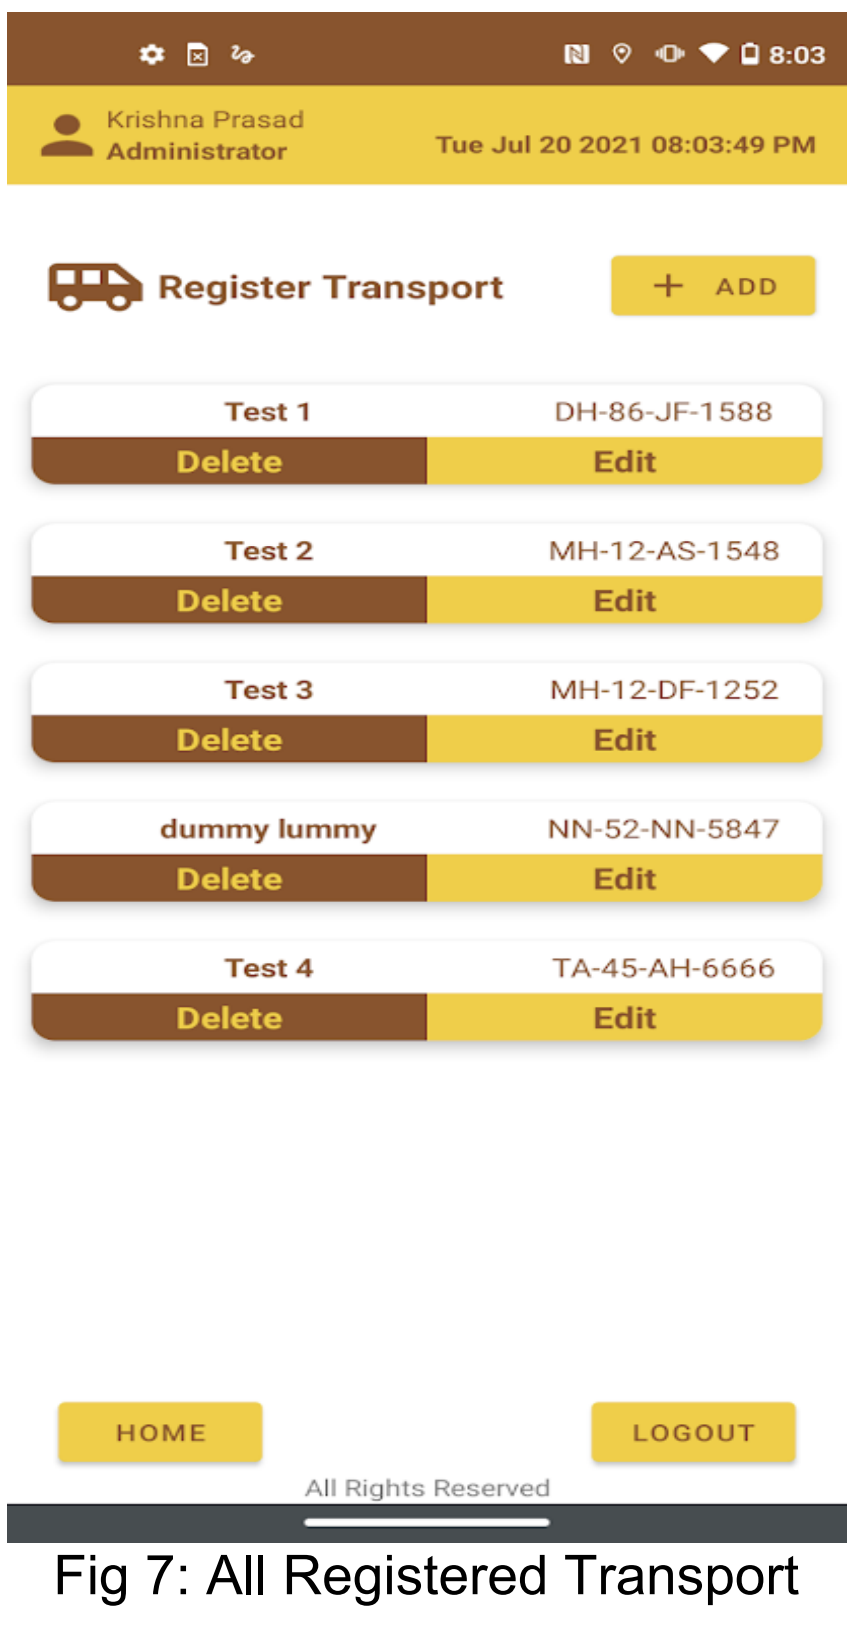 8:03
Krishna Prasad
Administrator
Tue Jul 20 2021 08:03:49 PM
Register Transport
+ ADD
Test 1 DH-86-JF-1588
Delete Edit
Test 2 MH-12-AS-1548
Delete Edit
Test 3 MH-12-DF-1252
Delete Edit
dummy lummy NN-52-NN-5847
Delete Edit
Test 4 TA-45-AH-6666
Delete Edit
HOME LOGOUT
All Rights Reserved
Fig 7: All Registered Transport